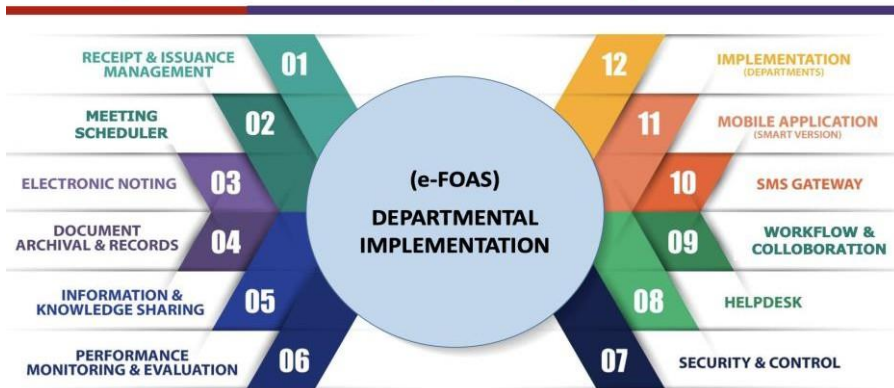 RECEIPT & ISSUANCE
MANAGEMENT
01
MEETING
SCHEDULER
02
ELECTRONIC NOTING
03
DOCUMENT
ARCHIVAL & RECORDS
04
INFORMATION &
KNOWLEDGE SHARING
05
PERFORMANCE
MONITORING & EVALUATION
06
(e-FOAS)
DEPARTMENTAL
IMPLEMENTATION
12
IMPLEMENTATION
(DEPARTMENTS)
11
MOBILE APPLICATION
(SMART VERSION)
10
SMS GATEWAY
09
WORKFLOW &
COLLOBORATION
08
HELPDESK
07
SECURITY & CONTROL